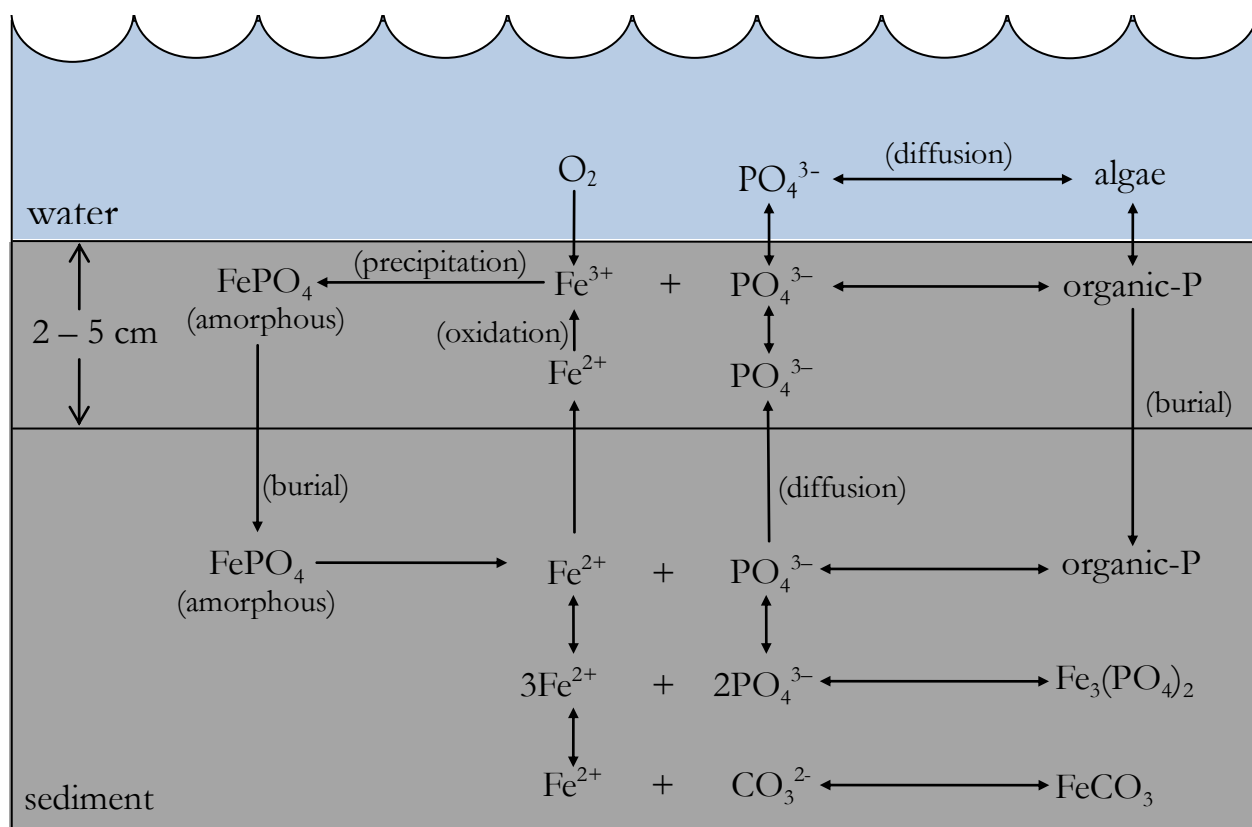 (diffusion)
O₂ PO₄³⁻ algae
water
(precipitation)
FePO₄ Fe³⁺ + PO₄³⁻ organic-P
(amorphous)
2 – 5 cm (oxidation)
Fe²⁺ PO₄³⁻
(burial)
(burial) (diffusion)
FePO₄ Fe²⁺ + PO₄³⁻ organic-P
(amorphous)
3Fe²⁺ + 2PO₄³⁻ Fe₃(PO₄)₂
Fe²⁺ + CO₃²⁻ FeCO₃
sediment